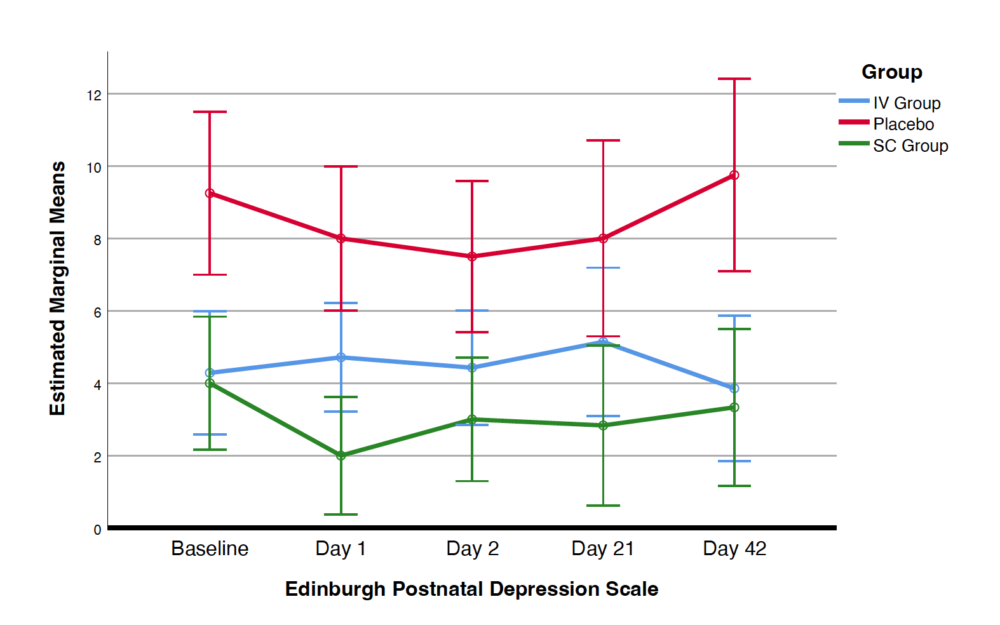 Group
IV Group
Placebo
SC Group
Estimated Marginal Means
12
10
8
6
4
2
0
Baseline Day 1 Day 2 Day 21 Day 42
Edinburgh Postnatal Depression Scale